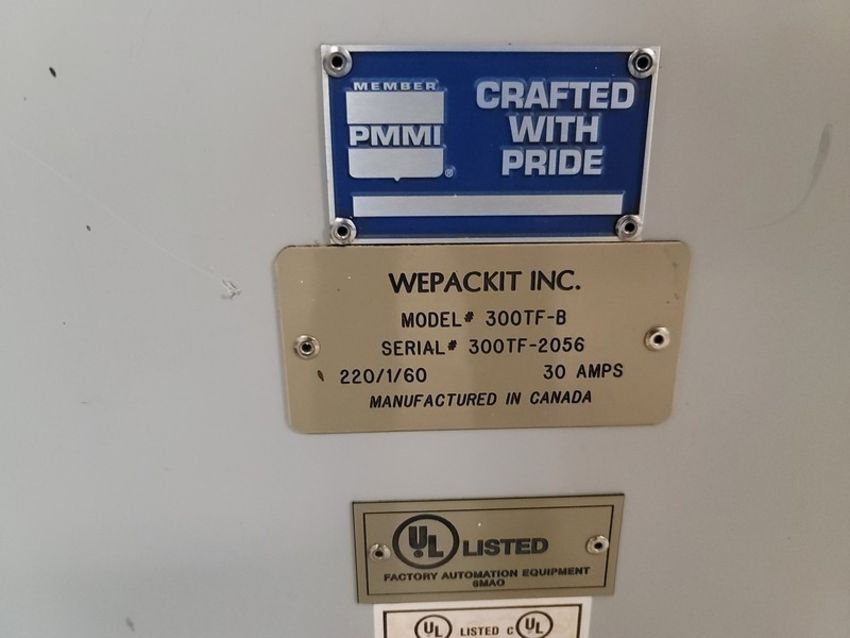 MEMBER
PMMI
®
CRAFTED
WITH
PRIDE
WEPACKIT INC.
MODEL# 300TF-B
SERIAL# 300TF-2056
220/1/60 30 AMPS
MANUFACTURED IN CANADA
UL LISTED
FACTORY AUTOMATION EQUIPMENT
6MAO
UL LISTED C UL